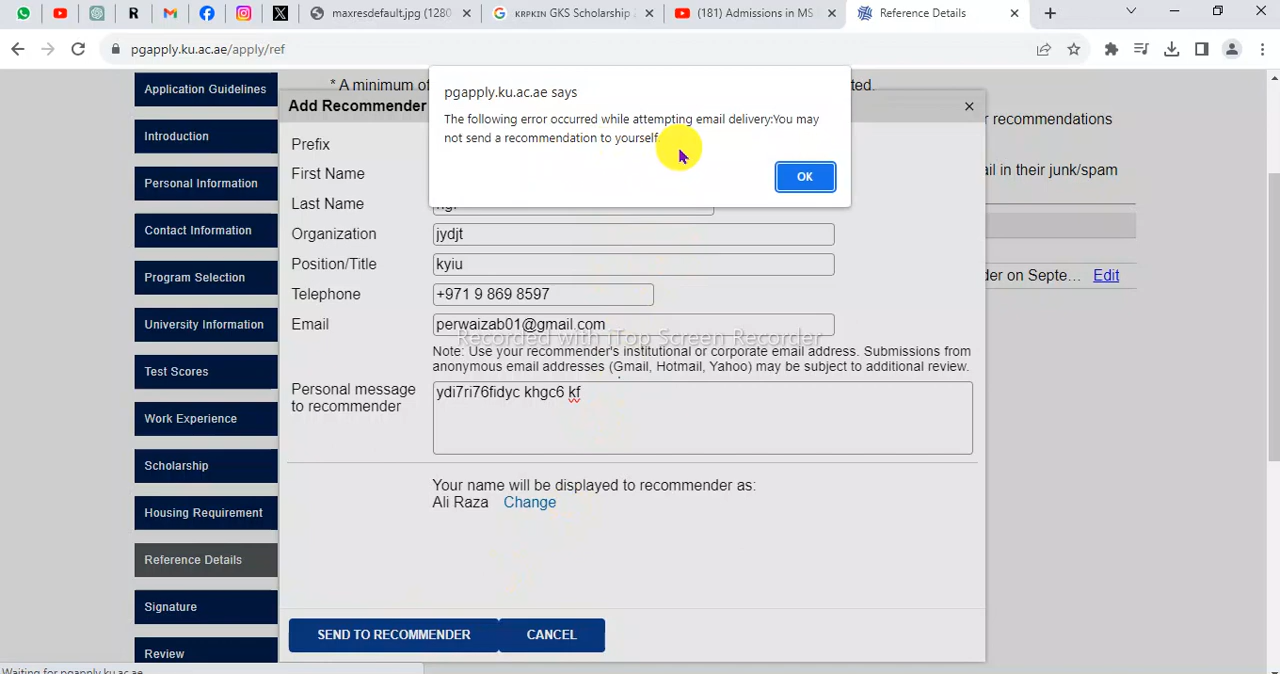 maxresdefault.jpg (1280
ᴋʀᴘᴋɪɴ GKS Scholarship
(181) Admissions in MS
Reference Details
pgapply.ku.ac.ae/apply/ref
Application Guidelines
Introduction
Personal Information
Contact Information
Program Selection
University Information
Test Scores
Work Experience
Scholarship
Housing Requirement
Reference Details
Signature
Review
* A minimum of
ted.
r recommendations
ail in their junk/spam
der on Septe... Edit
pgapply.ku.ac.ae says
The following error occurred while attempting email delivery:You may
not send a recommendation to yourself.
OK
Add Recommender
Prefix
First Name
Last Name
Organization jydjt
Position/Title kyiu
Telephone +971 9 869 8597
Email perwaizab01@gmail.com
Recorded with iTop Screen Recorder
Note: Use your recommender's institutional or corporate email address. Submissions from
anonymous email addresses (Gmail, Hotmail, Yahoo) may be subject to additional review.
Personal message
to recommender
ydi7ri76fidyc khgc6 kf
Your name will be displayed to recommender as:
Ali Raza Change
SEND TO RECOMMENDER CANCEL
Waiting for pgapply.ku.ac.ae